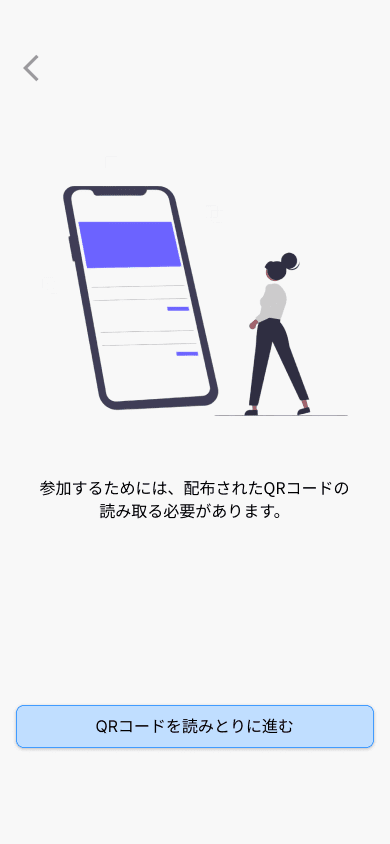 参加するためには、配布されたQRコードの
読み取る必要があります。
QRコードを読みとりに進む